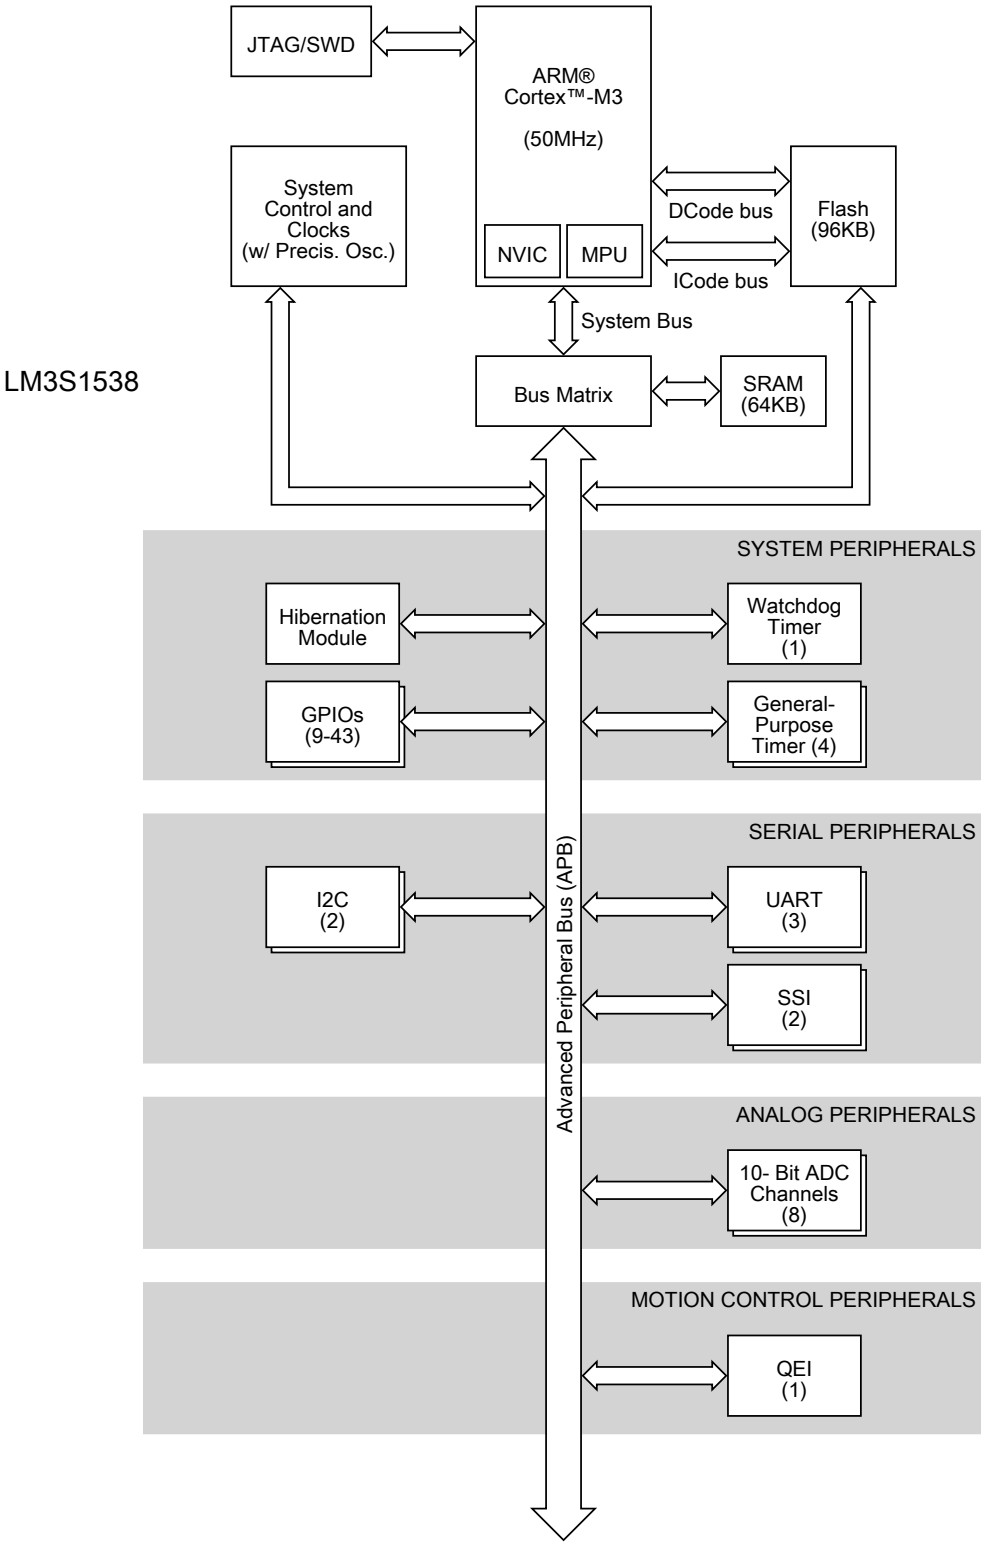 JTAG/SWD
ARM®
Cortex™-M3
(50MHz)
NVIC
MPU
System
Control and
Clocks
(w/ Precis. Osc.)
DCode bus
ICode bus
Flash
(96KB)
System Bus
LM3S1538
Bus Matrix
SRAM
(64KB)
SYSTEM PERIPHERALS
Hibernation
Module
Watchdog
Timer
(1)
GPIOs
(9-43)
General-
Purpose
Timer (4)
Advanced Peripheral Bus (APB)
SERIAL PERIPHERALS
I2C
(2)
UART
(3)
SSI
(2)
ANALOG PERIPHERALS
10- Bit ADC
Channels
(8)
MOTION CONTROL PERIPHERALS
QEI
(1)